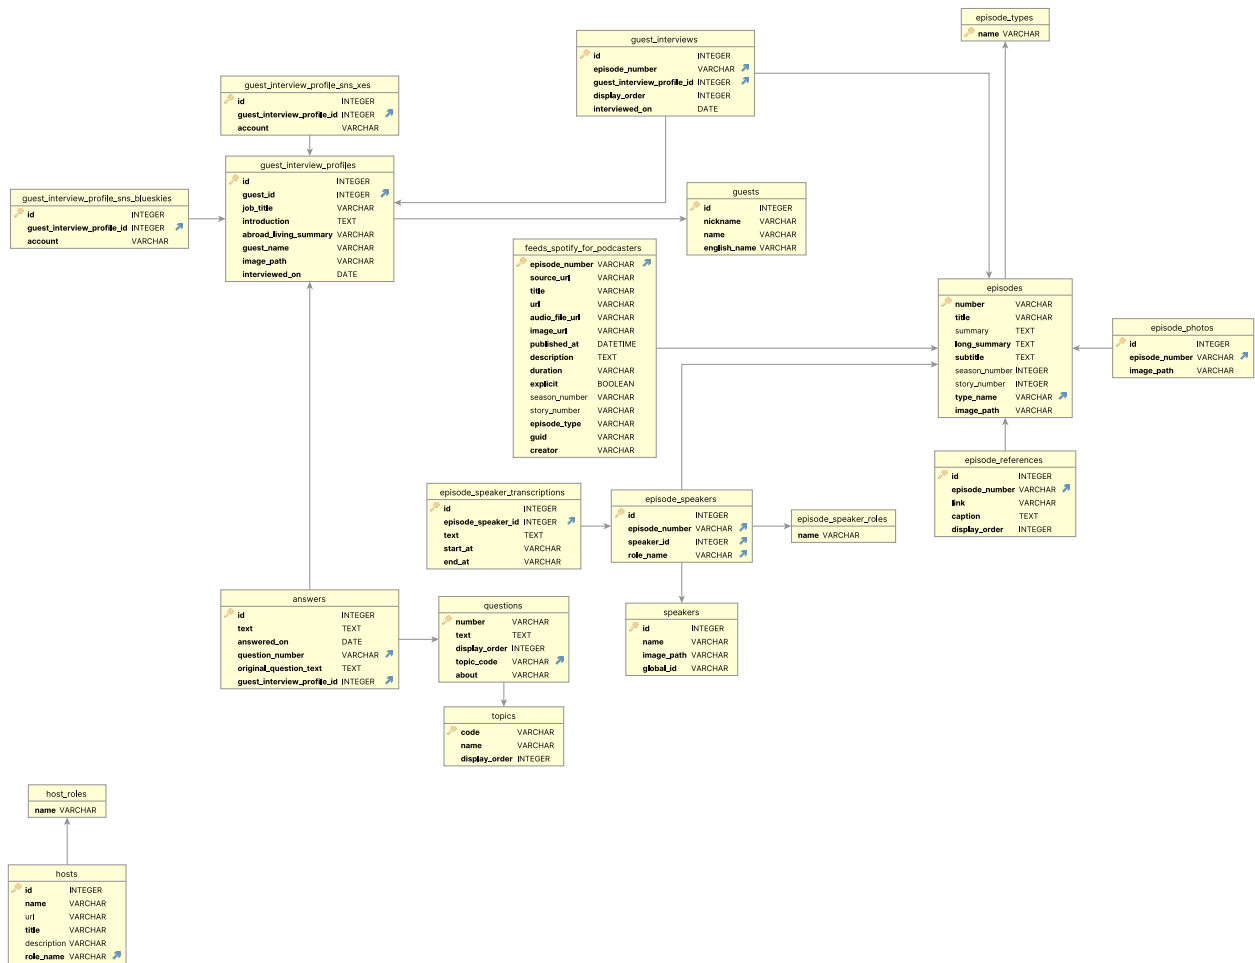 episode_types
name VARCHAR
guest_interviews
id INTEGER
episode_number VARCHAR
guest_interview_profile_id INTEGER
display_order INTEGER
interviewed_on DATE
guest_interview_profile_sns_xes
id INTEGER
guest_interview_profile_id INTEGER
account VARCHAR
guest_interview_profiles
id INTEGER
guest_id INTEGER
job_title VARCHAR
introduction TEXT
abroad_living_summary VARCHAR
guest_name VARCHAR
image_path VARCHAR
interviewed_on DATE
guest_interview_profile_sns_blueskies
id INTEGER
guest_interview_profile_id INTEGER
account VARCHAR
guests
id INTEGER
nickname VARCHAR
name VARCHAR
english_name VARCHAR
feeds_spotify_for_podcasters
episode_number VARCHAR
source_url VARCHAR
title VARCHAR
url VARCHAR
audio_file_url VARCHAR
image_url VARCHAR
published_at DATETIME
description TEXT
duration VARCHAR
explicit BOOLEAN
season_number VARCHAR
story_number VARCHAR
episode_type VARCHAR
guid VARCHAR
creator VARCHAR
episodes
number VARCHAR
title VARCHAR
summary TEXT
long_summary TEXT
subtitle TEXT
season_number INTEGER
story_number INTEGER
type_name VARCHAR
image_path VARCHAR
episode_photos
id INTEGER
episode_number VARCHAR
image_path VARCHAR
episode_references
id INTEGER
episode_number VARCHAR
link VARCHAR
caption TEXT
display_order INTEGER
episode_speaker_transcriptions
id INTEGER
episode_speaker_id INTEGER
text TEXT
start_at VARCHAR
end_at VARCHAR
episode_speakers
id INTEGER
episode_number VARCHAR
speaker_id INTEGER
role_name VARCHAR
episode_speaker_roles
name VARCHAR
answers
id INTEGER
text TEXT
answered_on DATE
question_number VARCHAR
original_question_text TEXT
guest_interview_profile_id INTEGER
questions
number VARCHAR
text TEXT
display_order INTEGER
topic_code VARCHAR
about VARCHAR
speakers
id INTEGER
name VARCHAR
image_path VARCHAR
global_id VARCHAR
topics
code VARCHAR
name VARCHAR
display_order INTEGER
host_roles
name VARCHAR
hosts
id INTEGER
name VARCHAR
url VARCHAR
title VARCHAR
description VARCHAR
role_name VARCHAR